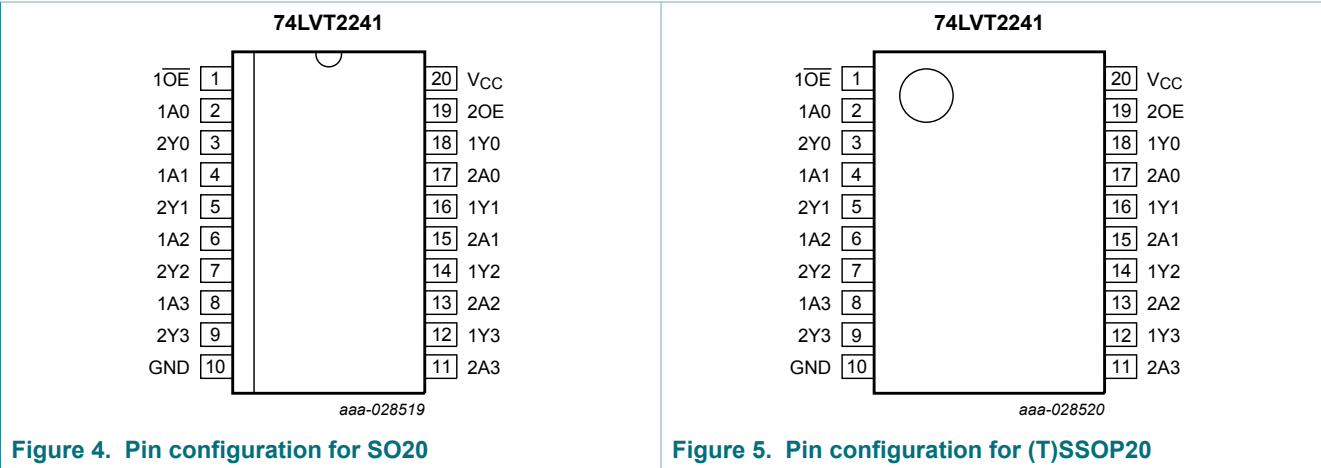 74LVT2241
1O̅E̅ 1 20 VCC
1A0 2 19 2OE
2Y0 3 18 1Y0
1A1 4 17 2A0
2Y1 5 16 1Y1
1A2 6 15 2A1
2Y2 7 14 1Y2
1A3 8 13 2A2
2Y3 9 12 1Y3
GND 10 11 2A3
aaa-028519
Figure 4. Pin configuration for SO20
74LVT2241
1O̅E̅ 1 20 VCC
1A0 2 19 2OE
2Y0 3 18 1Y0
1A1 4 17 2A0
2Y1 5 16 1Y1
1A2 6 15 2A1
2Y2 7 14 1Y2
1A3 8 13 2A2
2Y3 9 12 1Y3
GND 10 11 2A3
aaa-028520
Figure 5. Pin configuration for (T)SSOP20